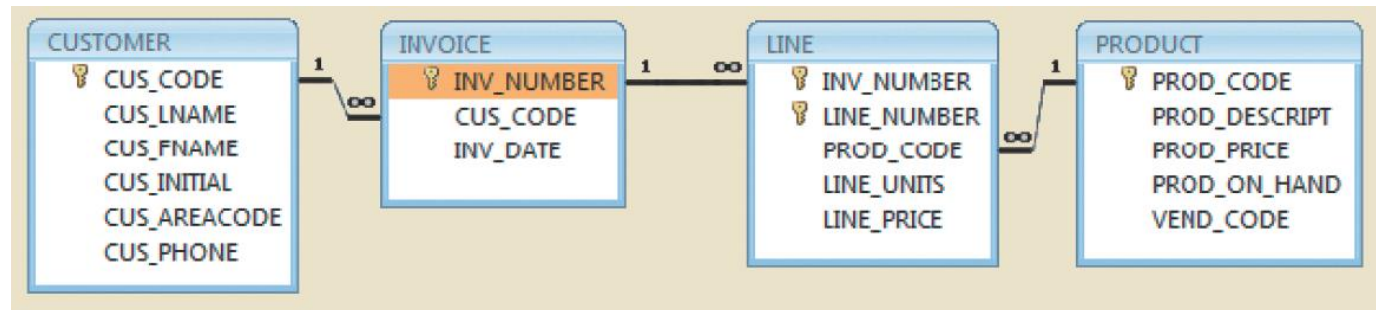 CUSTOMER
CUS_CODE
CUS_LNAME
CUS_FNAME
CUS_INITIAL
CUS_AREACODE
CUS_PHONE
1
∞
INVOICE
INV_NUMBER
CUS_CODE
INV_DATE
1
∞
LINE
INV_NUMBER
LINE_NUMBER
PROD_CODE
LINE_UNITS
LINE_PRICE
∞
1
PRODUCT
PROD_CODE
PROD_DESCRIPT
PROD_PRICE
PROD_ON_HAND
VEND_CODE